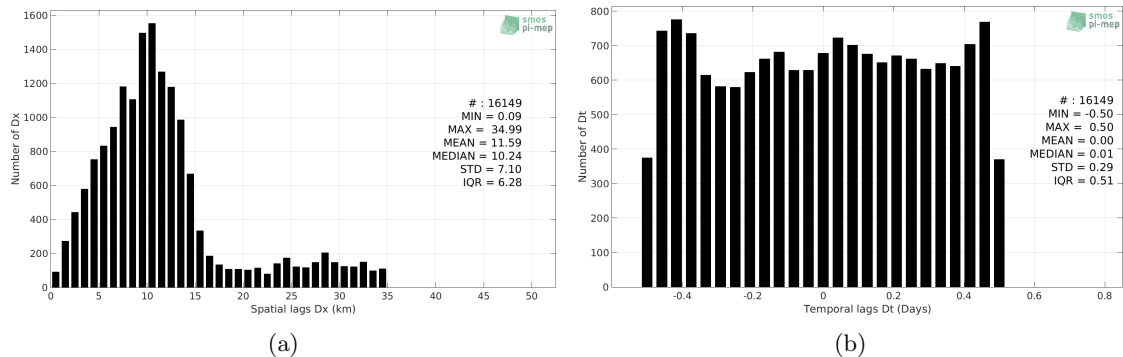 1600
1400
1200
1000
800
600
400
200
0
Number of Dx
smos
pi-mep
# : 16149
MIN = 0.09
MAX = 34.99
MEAN = 11.59
MEDIAN = 10.24
STD = 7.10
IQR = 6.28
0 5 10 15 20 25 30 35 40 45 50
Spatial lags Dx (km)
(a)
800
700
600
500
400
300
200
100
0
Number of Dt
smos
pi-mep
# : 16149
MIN = -0.50
MAX = 0.50
MEAN = 0.00
MEDIAN = 0.01
STD = 0.29
IQR = 0.51
-0.4 -0.2 0 0.2 0.4 0.6 0.8
Temporal lags Dt (Days)
(b)